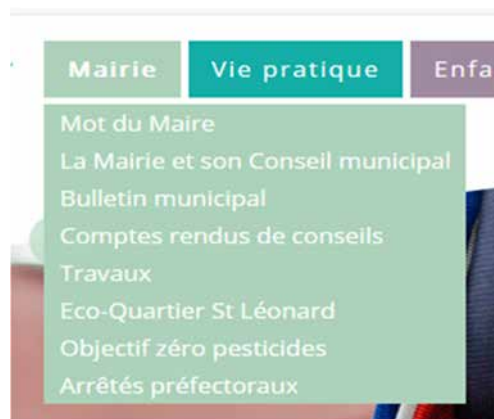 Mairie Vie pratique Enfa
Mot du Maire
La Mairie et son Conseil municipal
Bulletin municipal
Comptes rendus de conseils
Travaux
Eco-Quartier St Léonard
Objectif zéro pesticides
Arrêtés préfectoraux